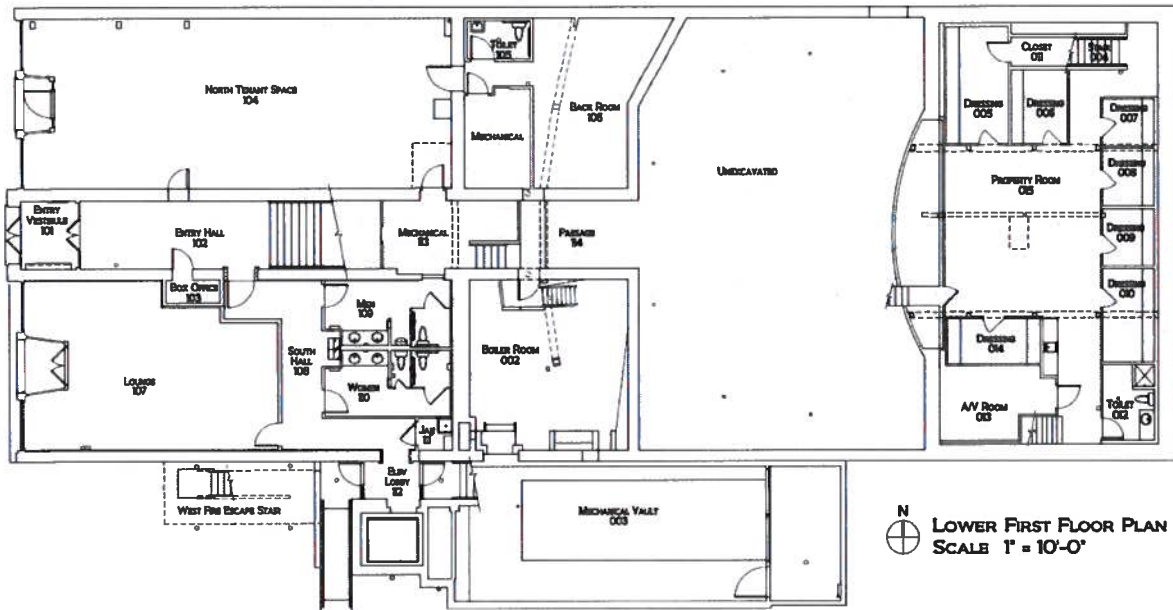 TOILET
105
CLOSET
011
STAIR
004
NORTH TENANT SPACE
104
BACK ROOM
106
DRESSING
005
DRESSING
006
DRESSING
007
MECHANICAL
UNEXCAVATED
DRESSING
008
PROPERTY ROOM
015
ENTRY
VESTIBULE
101
ENTRY HALL
102
MECHANICAL
113
PASSAGE
114
DRESSING
009
BOX OFFICE
103
DRESSING
010
MEN
109
SOUTH
HALL
108
BOILER ROOM
002
DRESSING
014
LOUNGE
107
WOMEN
110
A/V ROOM
013
TOILET
012
JAN
111
ELEV
LOBBY
112
WEST FIRE ESCAPE STAIR
MECHANICAL VAULT
003
N
LOWER FIRST FLOOR PLAN
SCALE 1" = 10'-0"